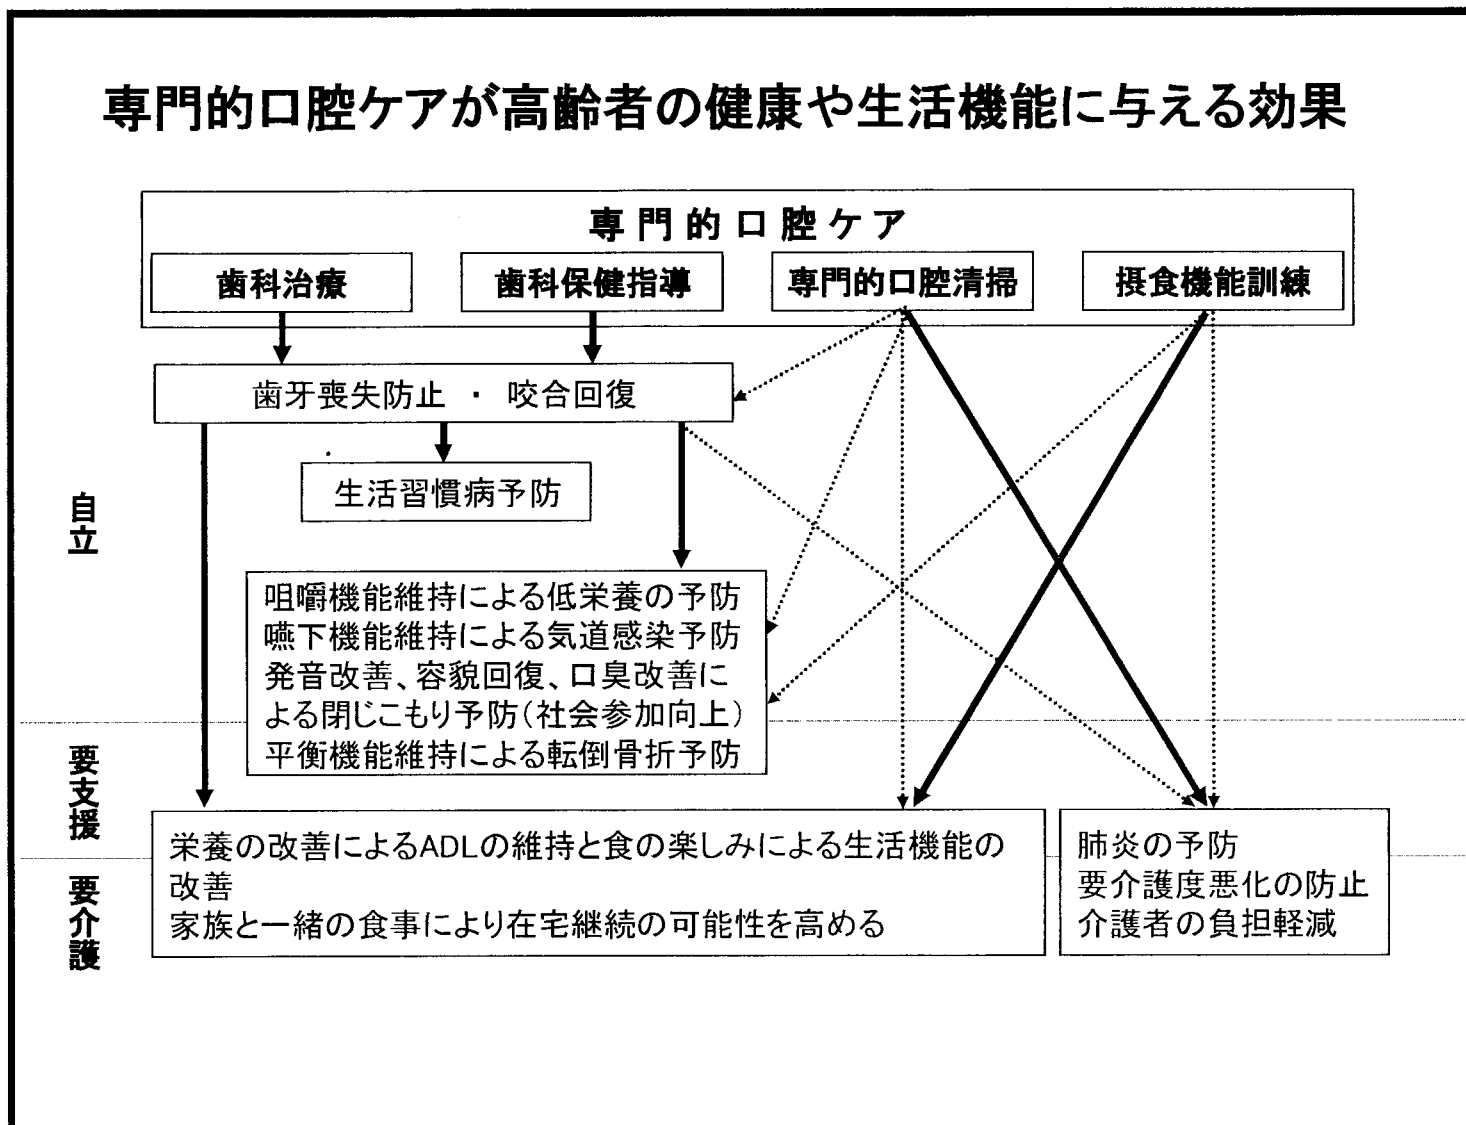 専門的口腔ケアが高齢者の健康や生活機能に与える効果
専門的口腔ケア
歯科治療
歯科保健指導
専門的口腔清掃
摂食機能訓練
歯牙喪失防止 ・ 咬合回復
生活習慣病予防
自立
咀嚼機能維持による低栄養の予防
嚥下機能維持による気道感染予防
発音改善、容貌回復、口臭改善に
よる閉じこもり予防(社会参加向上)
平衡機能維持による転倒骨折予防
要支援
栄養の改善によるADLの維持と食の楽しみによる生活機能の
改善
家族と一緒の食事により在宅継続の可能性を高める
肺炎の予防
要介護度悪化の防止
介護者の負担軽減
要介護